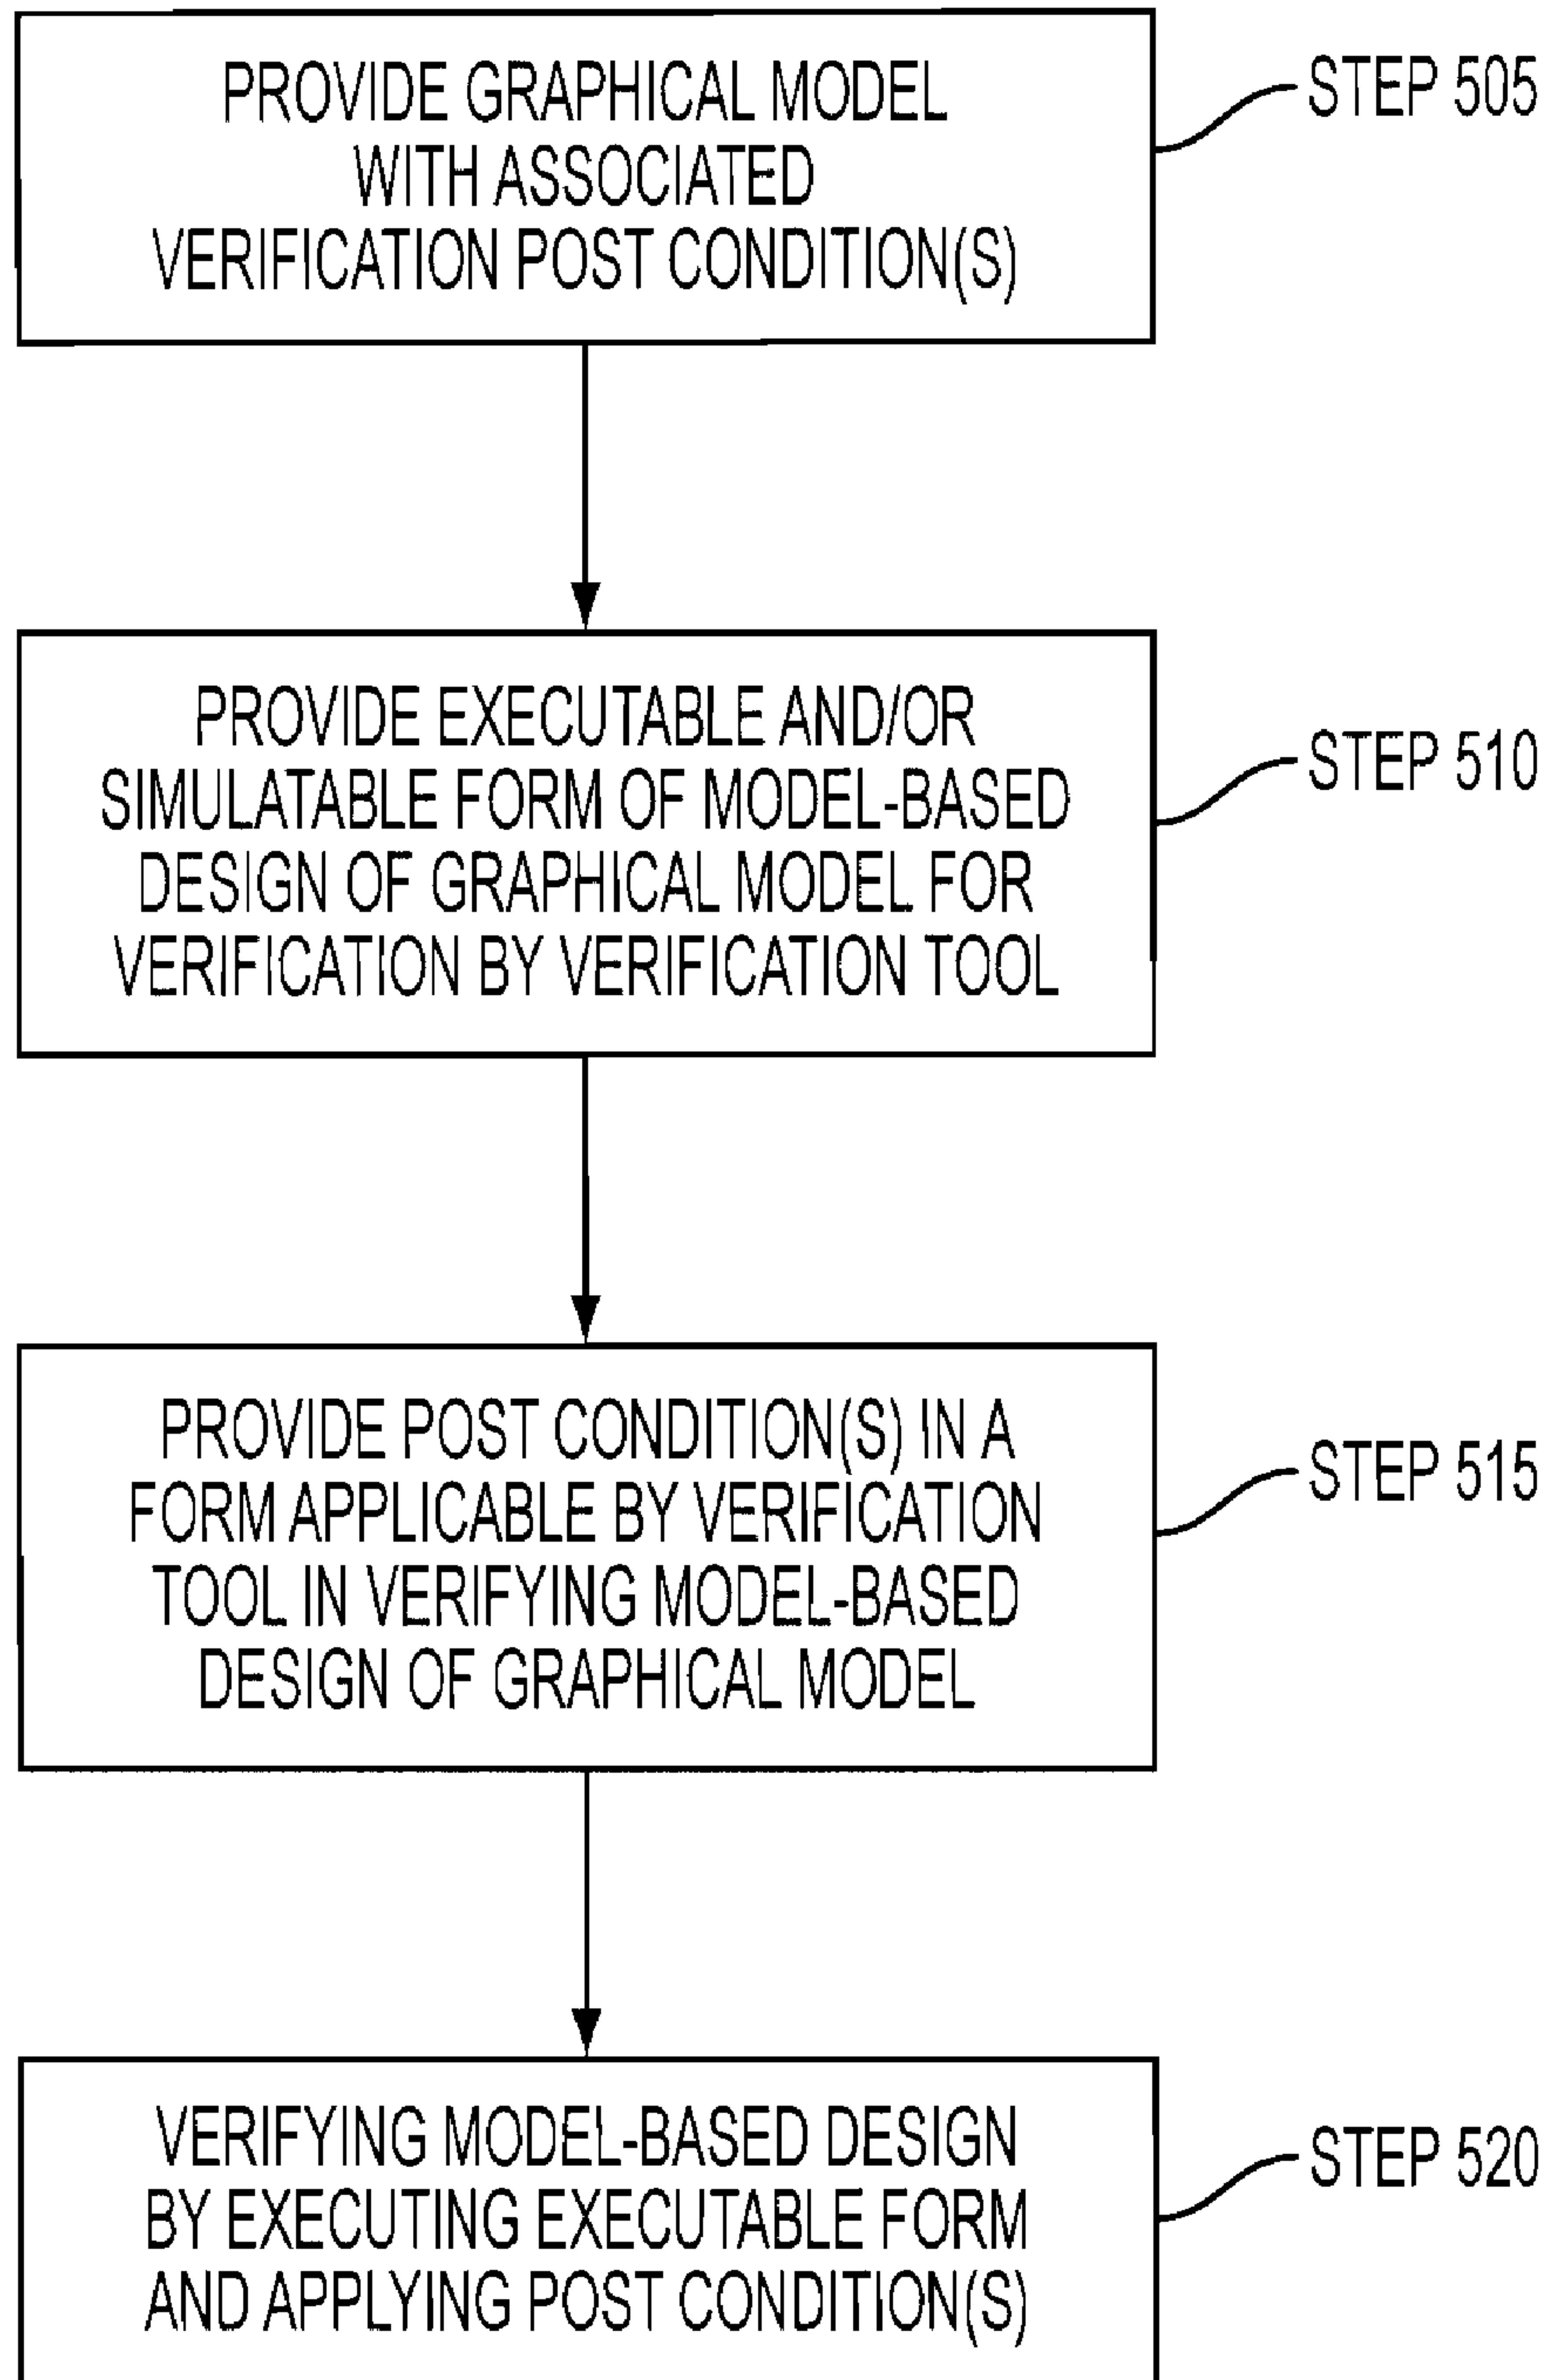 PROVIDE GRAPHICAL MODEL
WITH ASSOCIATED
VERIFICATION POST CONDITION(S)
STEP 505
PROVIDE EXECUTABLE AND/OR
SIMULATABLE FORM OF MODEL-BASED
DESIGN OF GRAPHICAL MODEL FOR
VERIFICATION BY VERIFICATION TOOL
STEP 510
PROVIDE POST CONDITION(S) IN A
FORM APPLICABLE BY VERIFICATION
TOOL IN VERIFYING MODEL-BASED
DESIGN OF GRAPHICAL MODEL
STEP 515
VERIFYING MODEL-BASED DESIGN
BY EXECUTING EXECUTABLE FORM
AND APPLYING POST CONDITION(S)
STEP 520